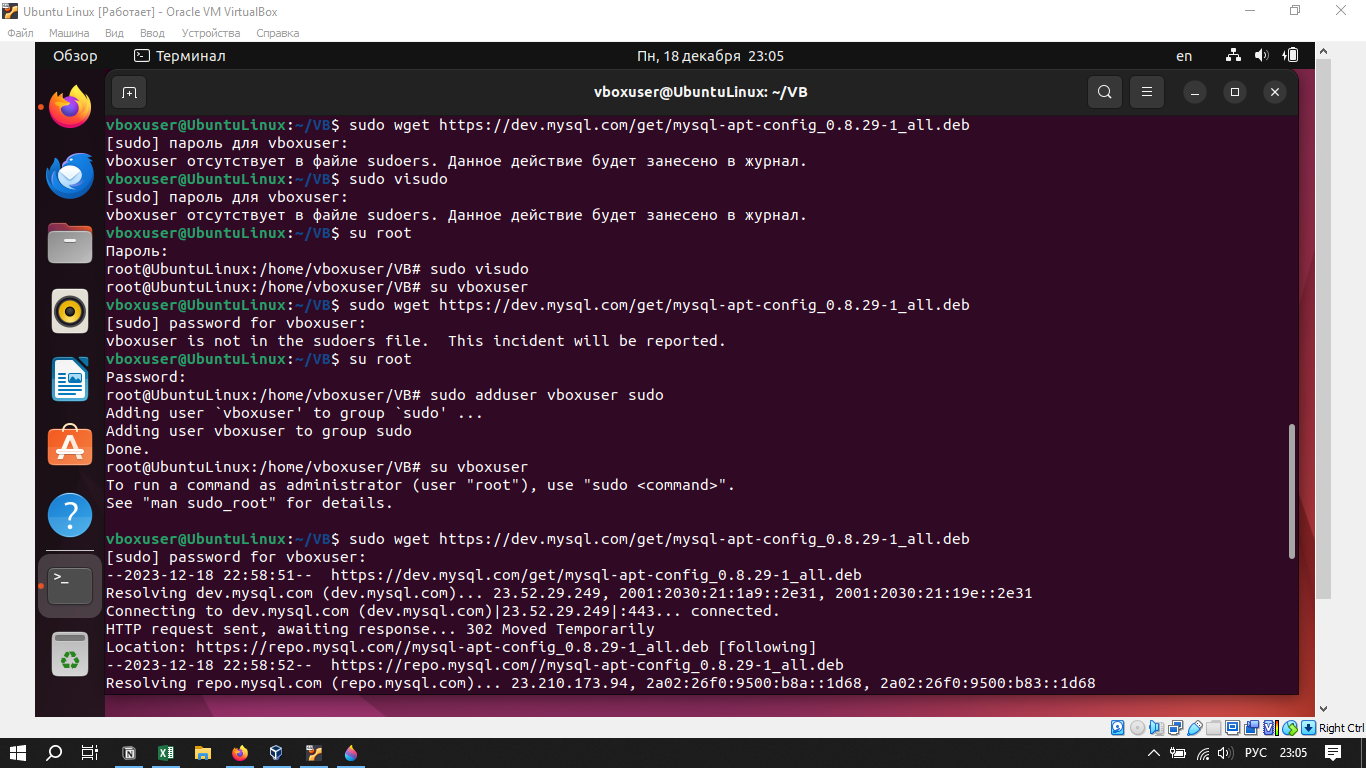 Ubuntu Linux [Работает] - Oracle VM VirtualBox
Файл Машина Вид Ввод Устройства Справка
Обзор Терминал Пн, 18 декабря 23:05 en
vboxuser@UbuntuLinux: ~/VB
vboxuser@UbuntuLinux:~/VB$ sudo wget https://dev.mysql.com/get/mysql-apt-config_0.8.29-1_all.deb
[sudo] пароль для vboxuser:
vboxuser отсутствует в файле sudoers. Данное действие будет занесено в журнал.
vboxuser@UbuntuLinux:~/VB$ sudo visudo
[sudo] пароль для vboxuser:
vboxuser отсутствует в файле sudoers. Данное действие будет занесено в журнал.
vboxuser@UbuntuLinux:~/VB$ su root
Пароль:
root@UbuntuLinux:/home/vboxuser/VB# sudo visudo
root@UbuntuLinux:/home/vboxuser/VB# su vboxuser
vboxuser@UbuntuLinux:~/VB$ sudo wget https://dev.mysql.com/get/mysql-apt-config_0.8.29-1_all.deb
[sudo] password for vboxuser:
vboxuser is not in the sudoers file.  This incident will be reported.
vboxuser@UbuntuLinux:~/VB$ su root
Password:
root@UbuntuLinux:/home/vboxuser/VB# sudo adduser vboxuser sudo
Adding user `vboxuser' to group `sudo' ...
Adding user vboxuser to group sudo
Done.
root@UbuntuLinux:/home/vboxuser/VB# su vboxuser
To run a command as administrator (user "root"), use "sudo <command>".
See "man sudo_root" for details.
vboxuser@UbuntuLinux:~/VB$ sudo wget https://dev.mysql.com/get/mysql-apt-config_0.8.29-1_all.deb
[sudo] password for vboxuser:
--2023-12-18 22:58:51--  https://dev.mysql.com/get/mysql-apt-config_0.8.29-1_all.deb
Resolving dev.mysql.com (dev.mysql.com)... 23.52.29.249, 2001:2030:21:1a9::2e31, 2001:2030:21:19e::2e31
Connecting to dev.mysql.com (dev.mysql.com)|23.52.29.249|:443... connected.
HTTP request sent, awaiting response... 302 Moved Temporarily
Location: https://repo.mysql.com//mysql-apt-config_0.8.29-1_all.deb [following]
--2023-12-18 22:58:52--  https://repo.mysql.com//mysql-apt-config_0.8.29-1_all.deb
Resolving repo.mysql.com (repo.mysql.com)... 23.210.173.94, 2a02:26f0:9500:b8a::1d68, 2a02:26f0:9500:b83::1d68
Right Ctrl
РУС 23:05